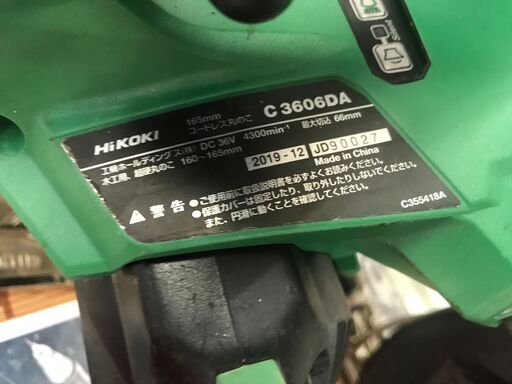 165mm
コードレス丸のこ
C 3606DA
HiKOKI
工機ホールディングス(株) DC 36V 4300min⁻¹ 最大切込 66mm
木工用、超硬丸のこ 160~165mm
2019-12 JD90027
Made in China
警告
●ご使用前に取扱説明書を必ずよくお読みください。
●保護カバーは固定したり、取り外したりしないでください。
また、円滑に動くことを確認してください。
C355418A